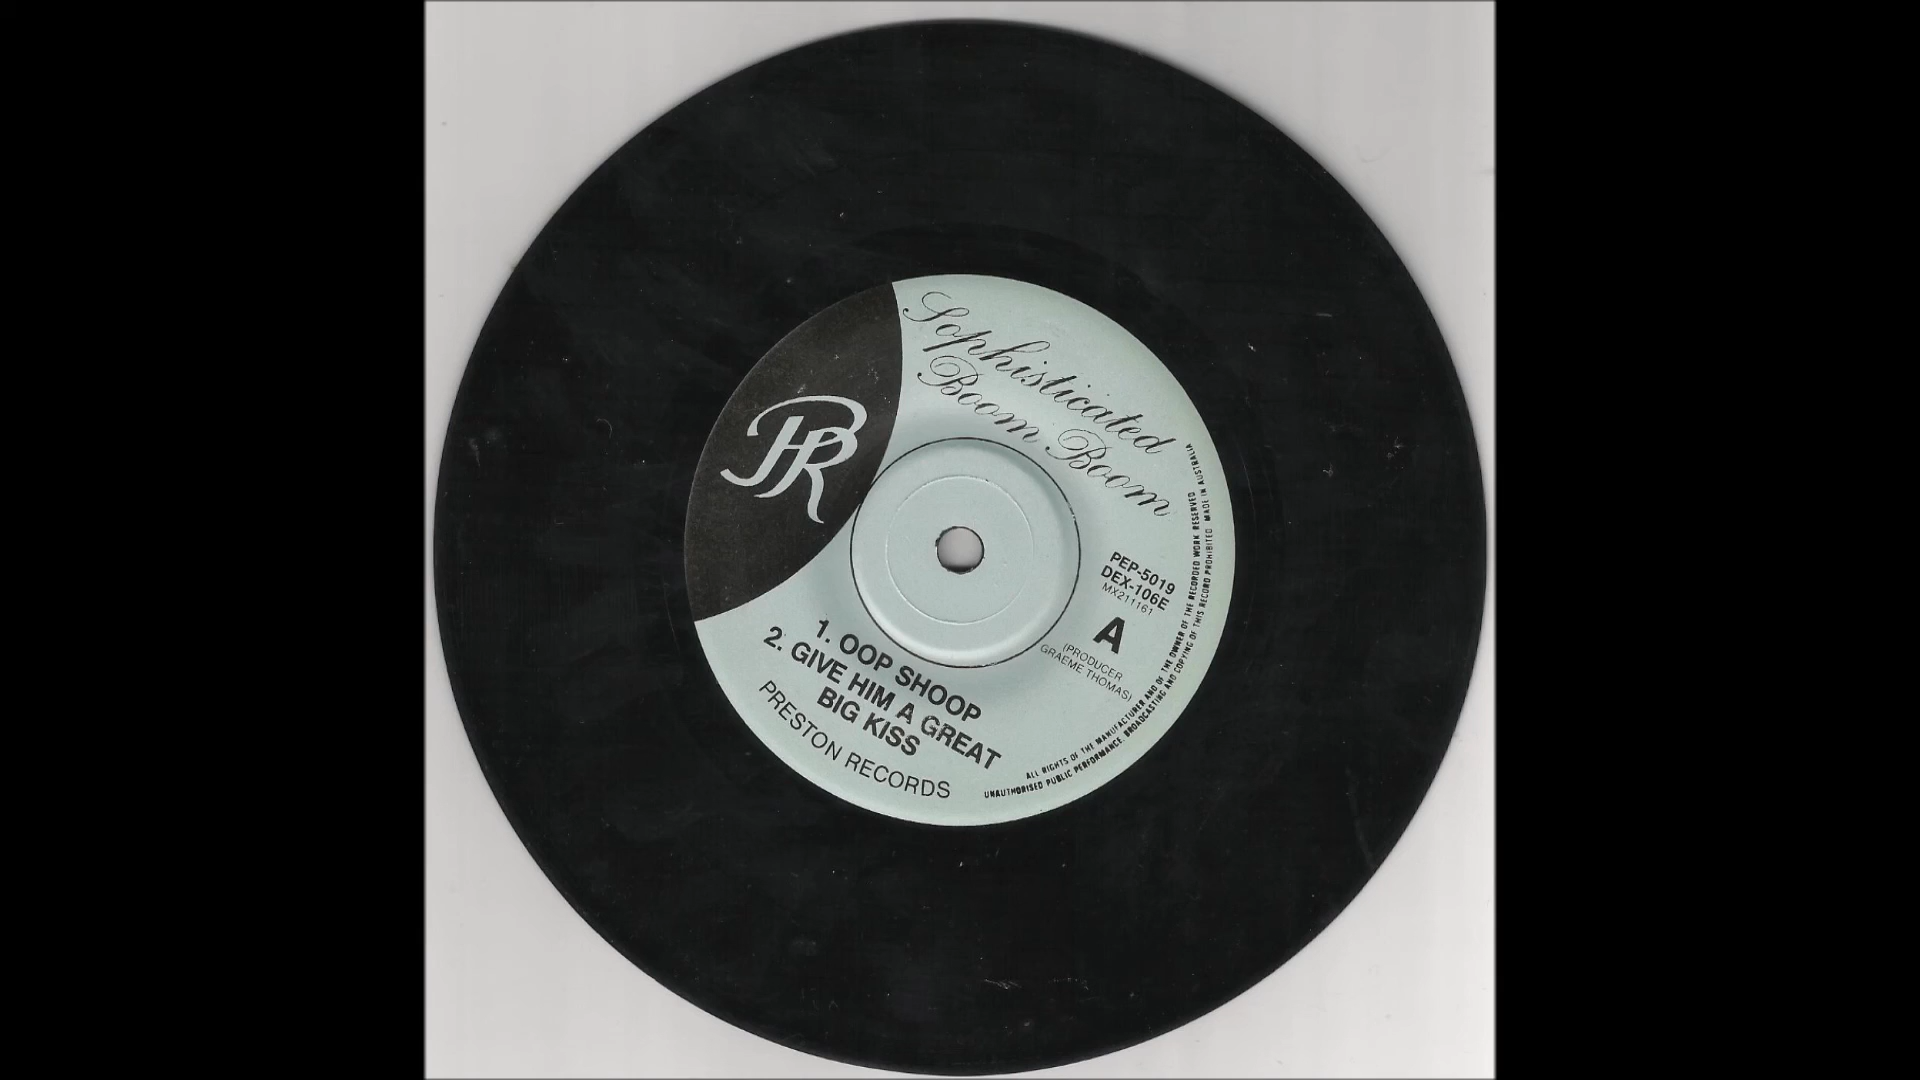 Sophisticated
Boom Boom
PR
PEP-5019
DEX-106E
MX211161
A
(PRODUCER
GRAEME THOMAS)
1. OOP SHOOP
2. GIVE HIM A GREAT
BIG KISS
PRESTON RECORDS
ALL RIGHTS OF THE MANUFACTURER AND OF THE OWNER OF THE RECORDED WORK RESERVED.
UNAUTHORISED PUBLIC PERFORMANCE, BROADCASTING AND COPYING OF THIS RECORD PROHIBITED MADE IN AUSTRALIA